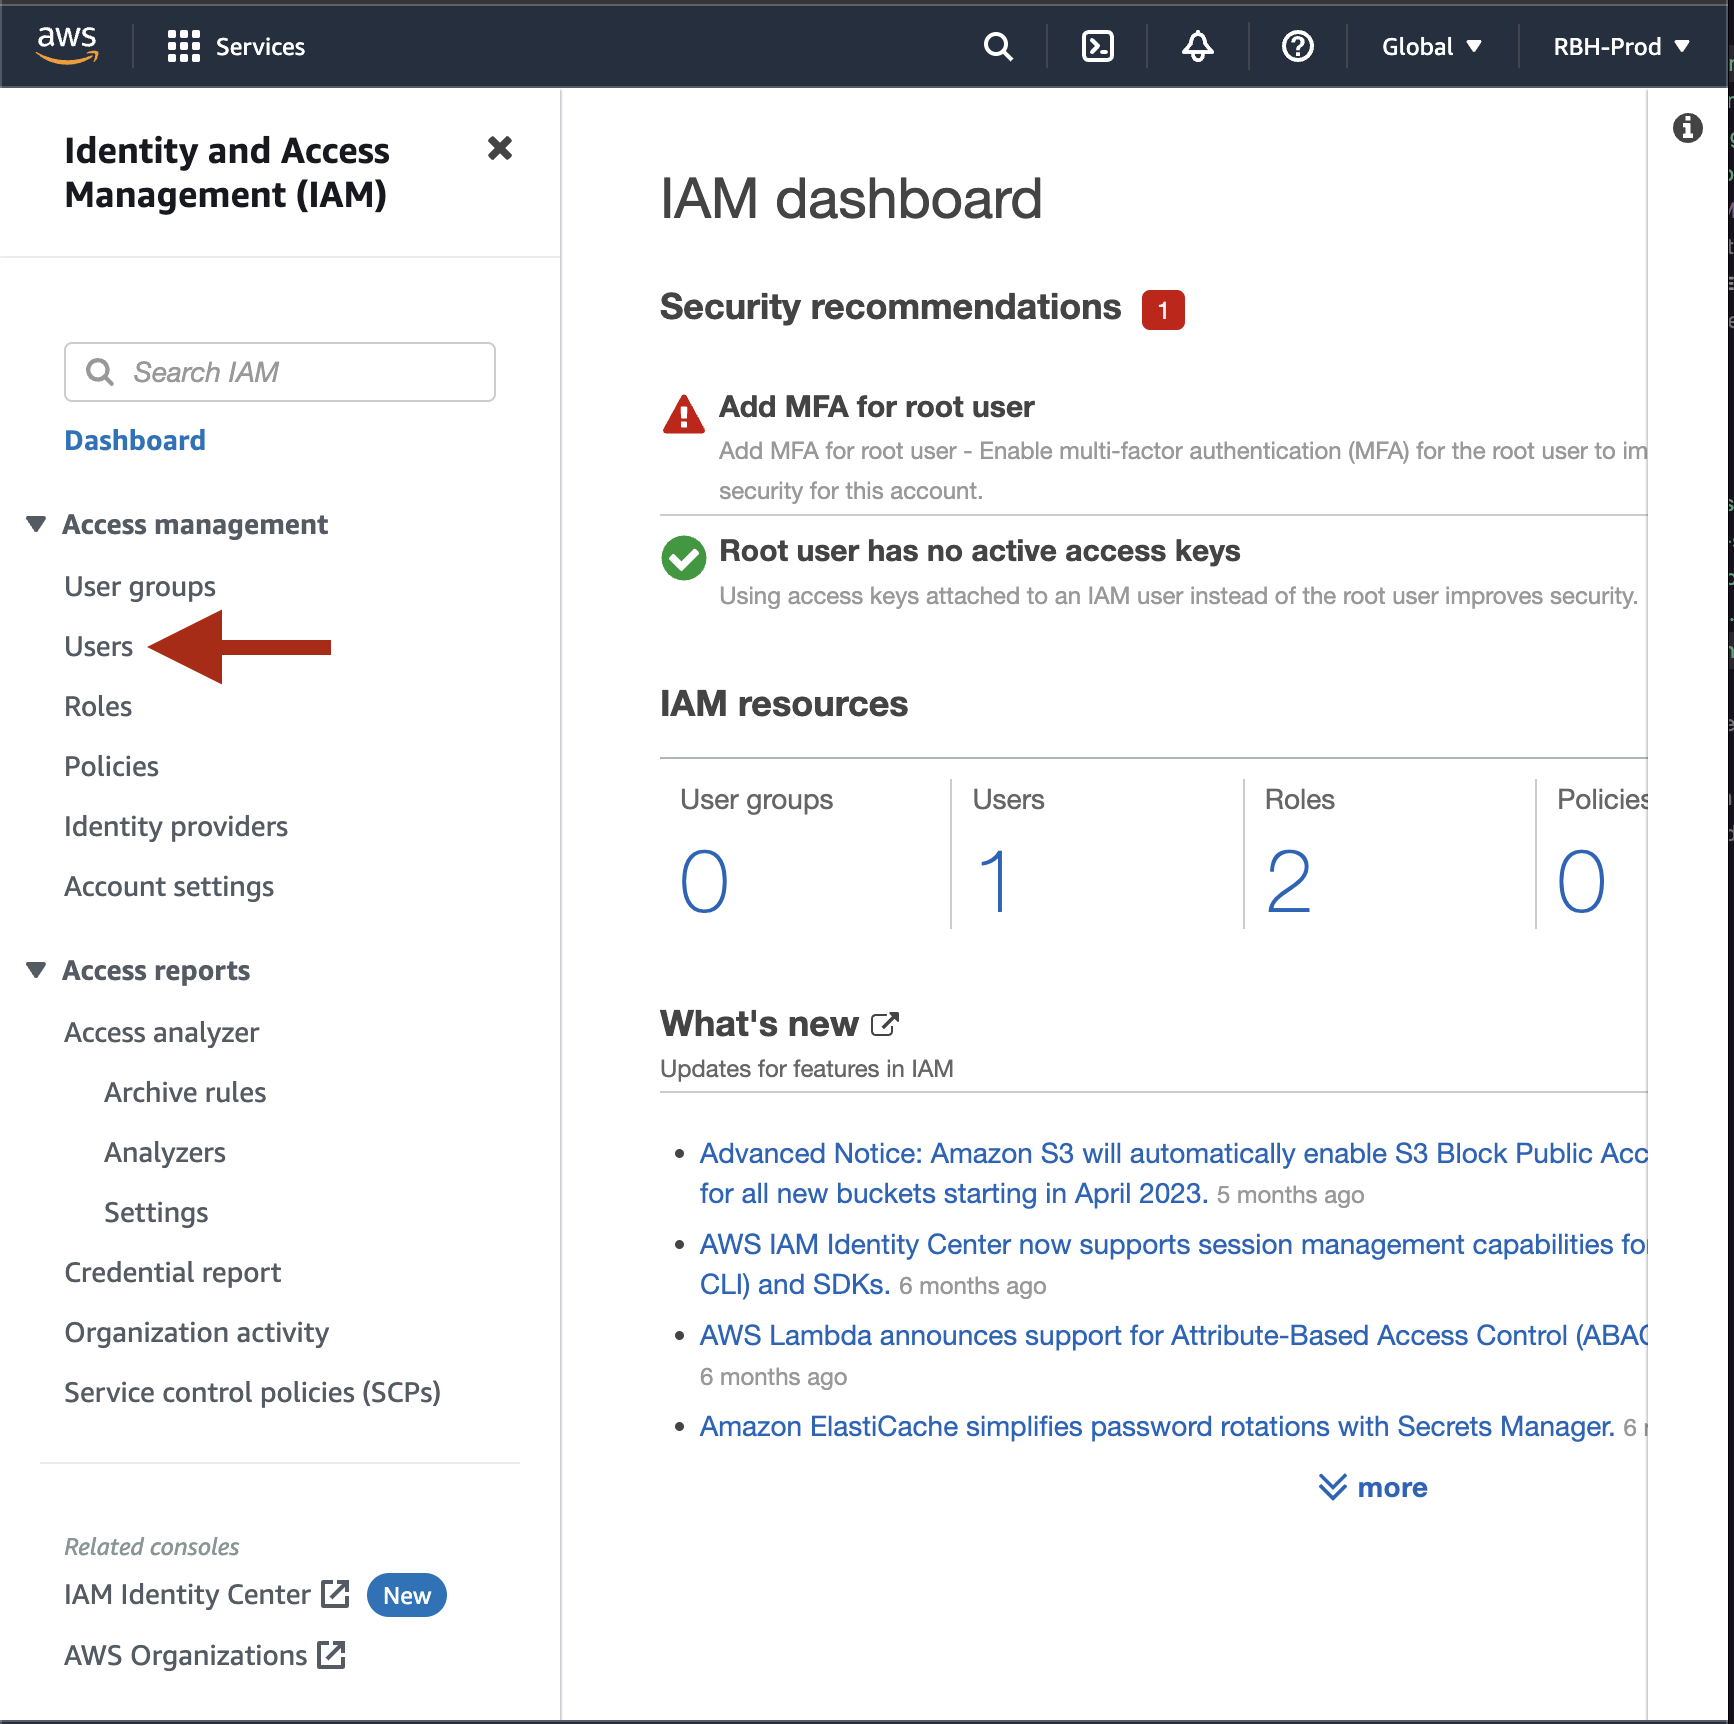 aws
Services
Global
RBH-Prod
Identity and Access
Management (IAM)
Search IAM
Dashboard
Access management
User groups
Users
Roles
Policies
Identity providers
Account settings
Access reports
Access analyzer
Archive rules
Analyzers
Settings
Credential report
Organization activity
Service control policies (SCPs)
Related consoles
IAM Identity Center New
AWS Organizations
IAM dashboard
Security recommendations 1
Add MFA for root user
Add MFA for root user - Enable multi-factor authentication (MFA) for the root user to im
security for this account.
Root user has no active access keys
Using access keys attached to an IAM user instead of the root user improves security.
IAM resources
User groups
0
Users
1
Roles
2
Policies
0
What's new
Updates for features in IAM
Advanced Notice: Amazon S3 will automatically enable S3 Block Public Acc
for all new buckets starting in April 2023. 5 months ago
AWS IAM Identity Center now supports session management capabilities for
CLI) and SDKs. 6 months ago
AWS Lambda announces support for Attribute-Based Access Control (ABAC
6 months ago
Amazon ElastiCache simplifies password rotations with Secrets Manager. 6
more